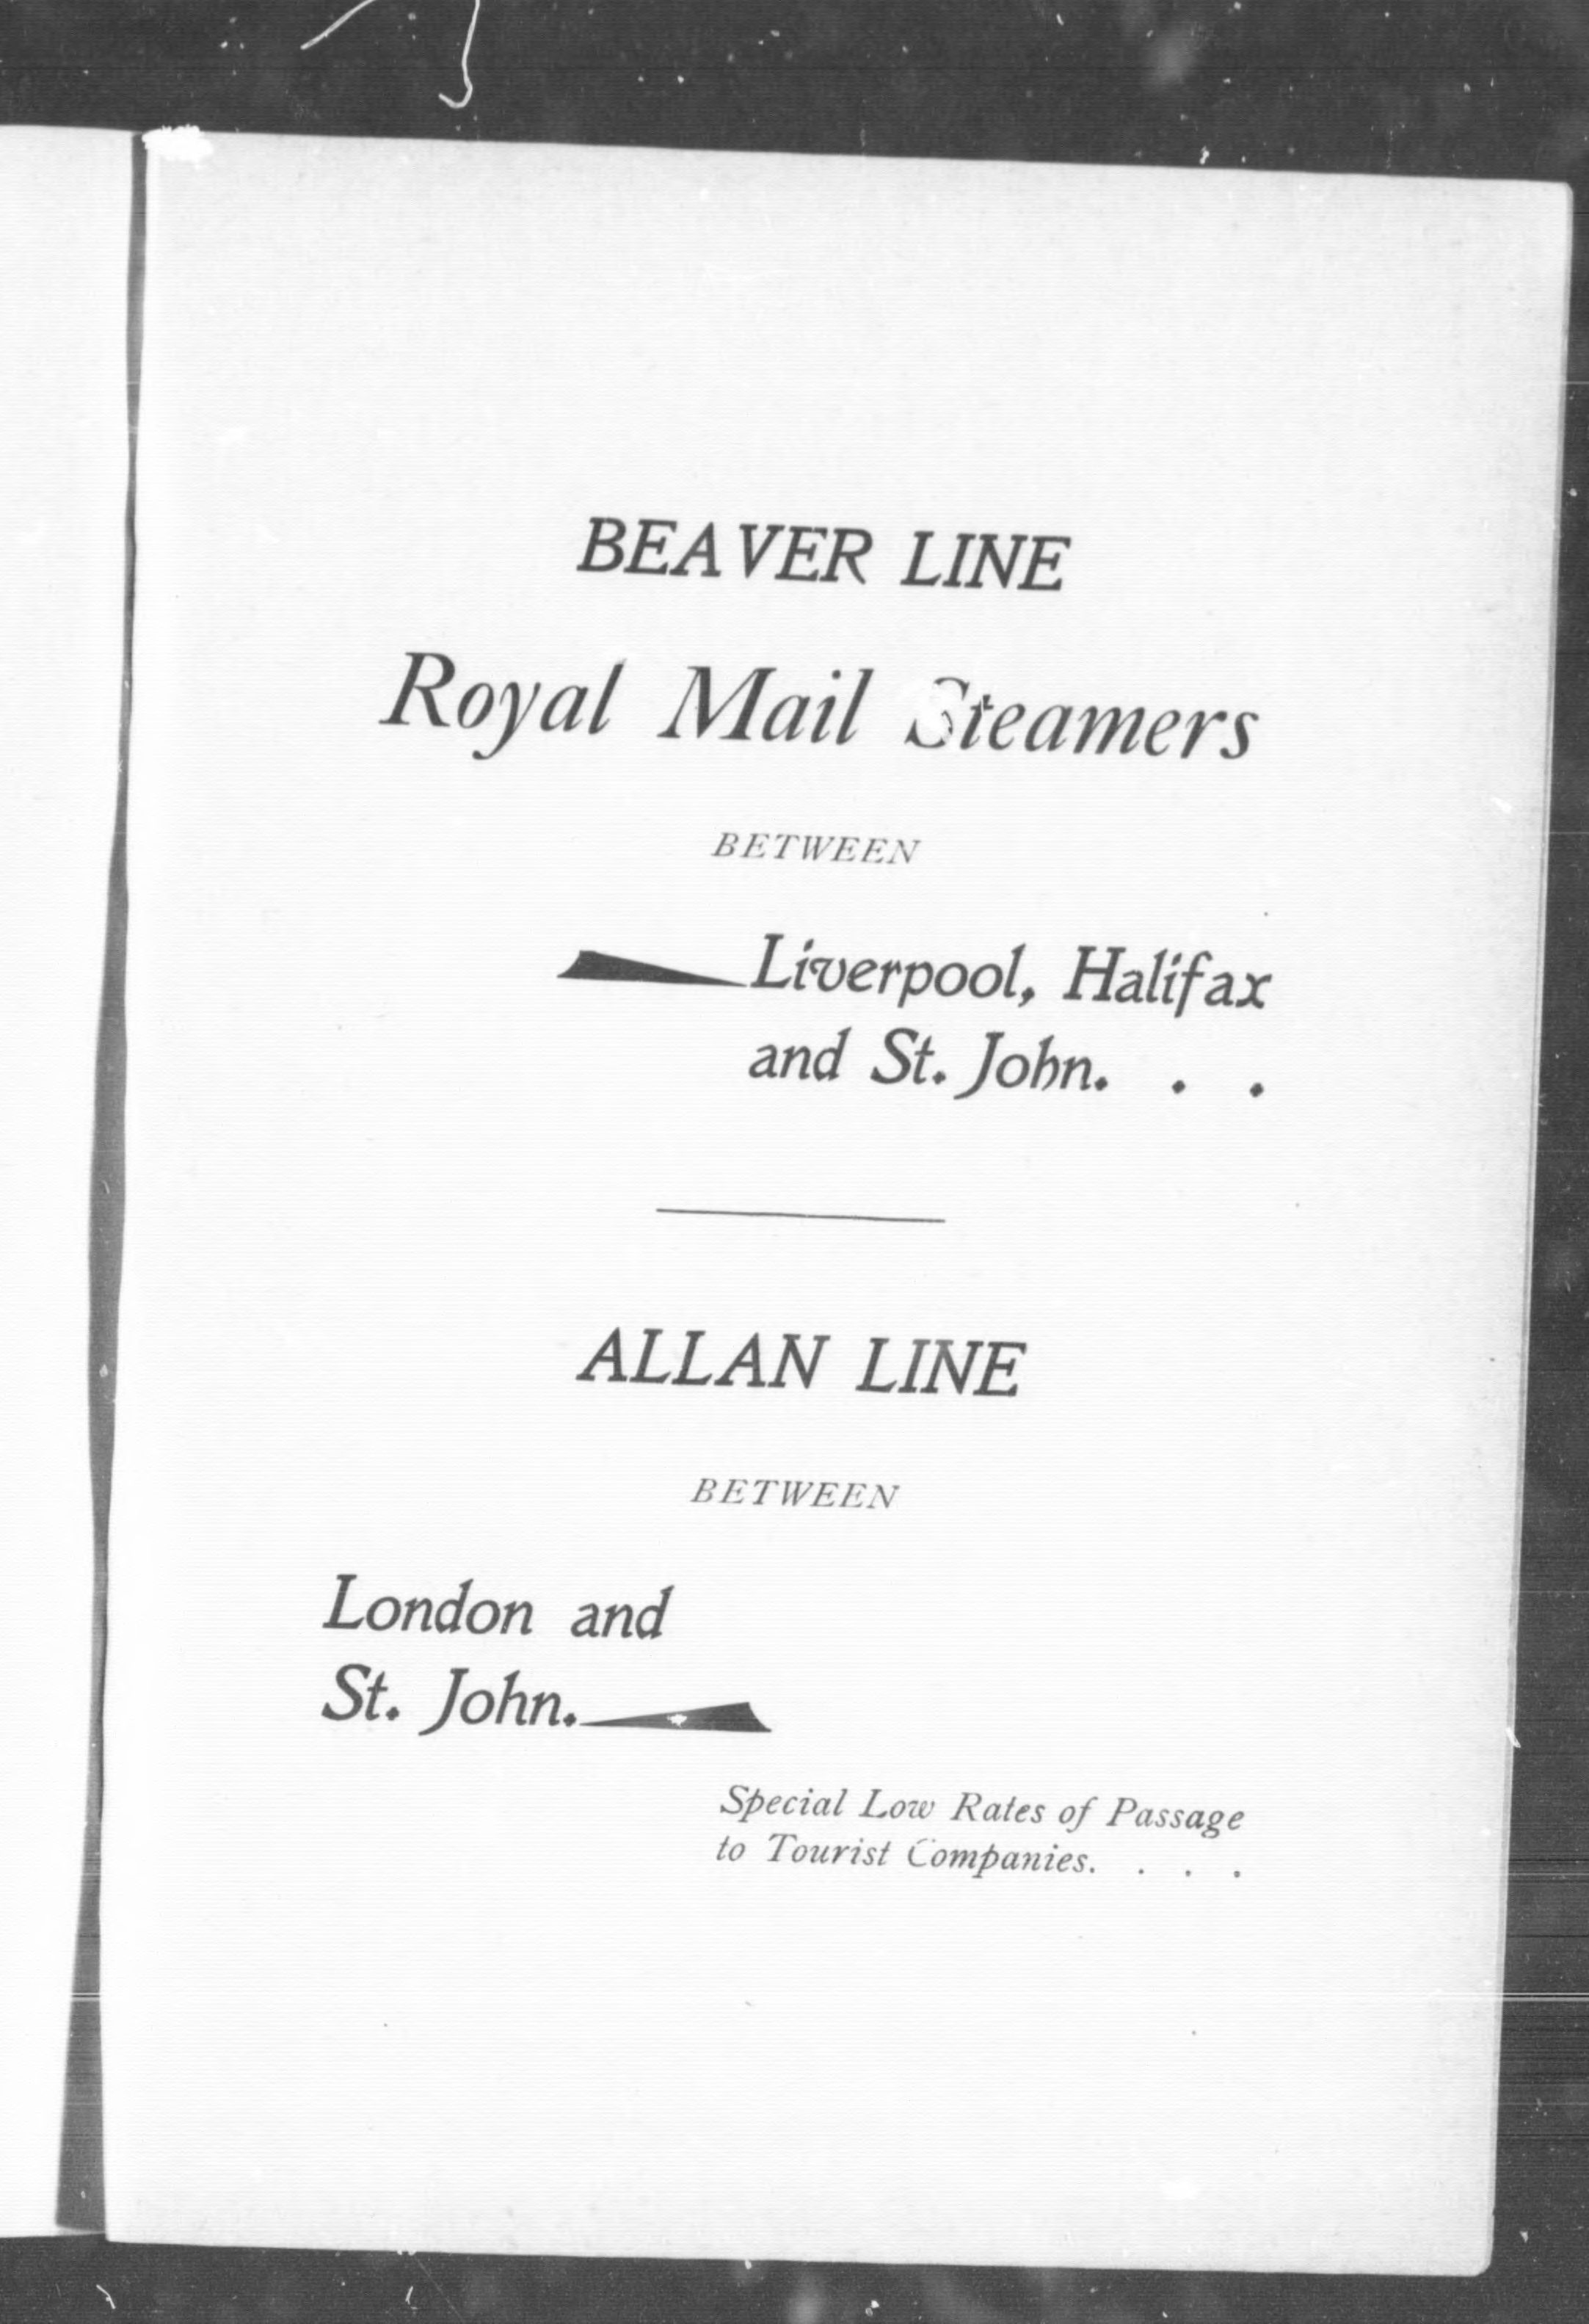 BEAVER LINE
Royal Mail Steamers
BETWEEN
Liverpool, Halifax
and St. John. . .
ALLAN LINE
BETWEEN
London and
St. John.
Special Low Rates of Passage
to Tourist Companies. . . .